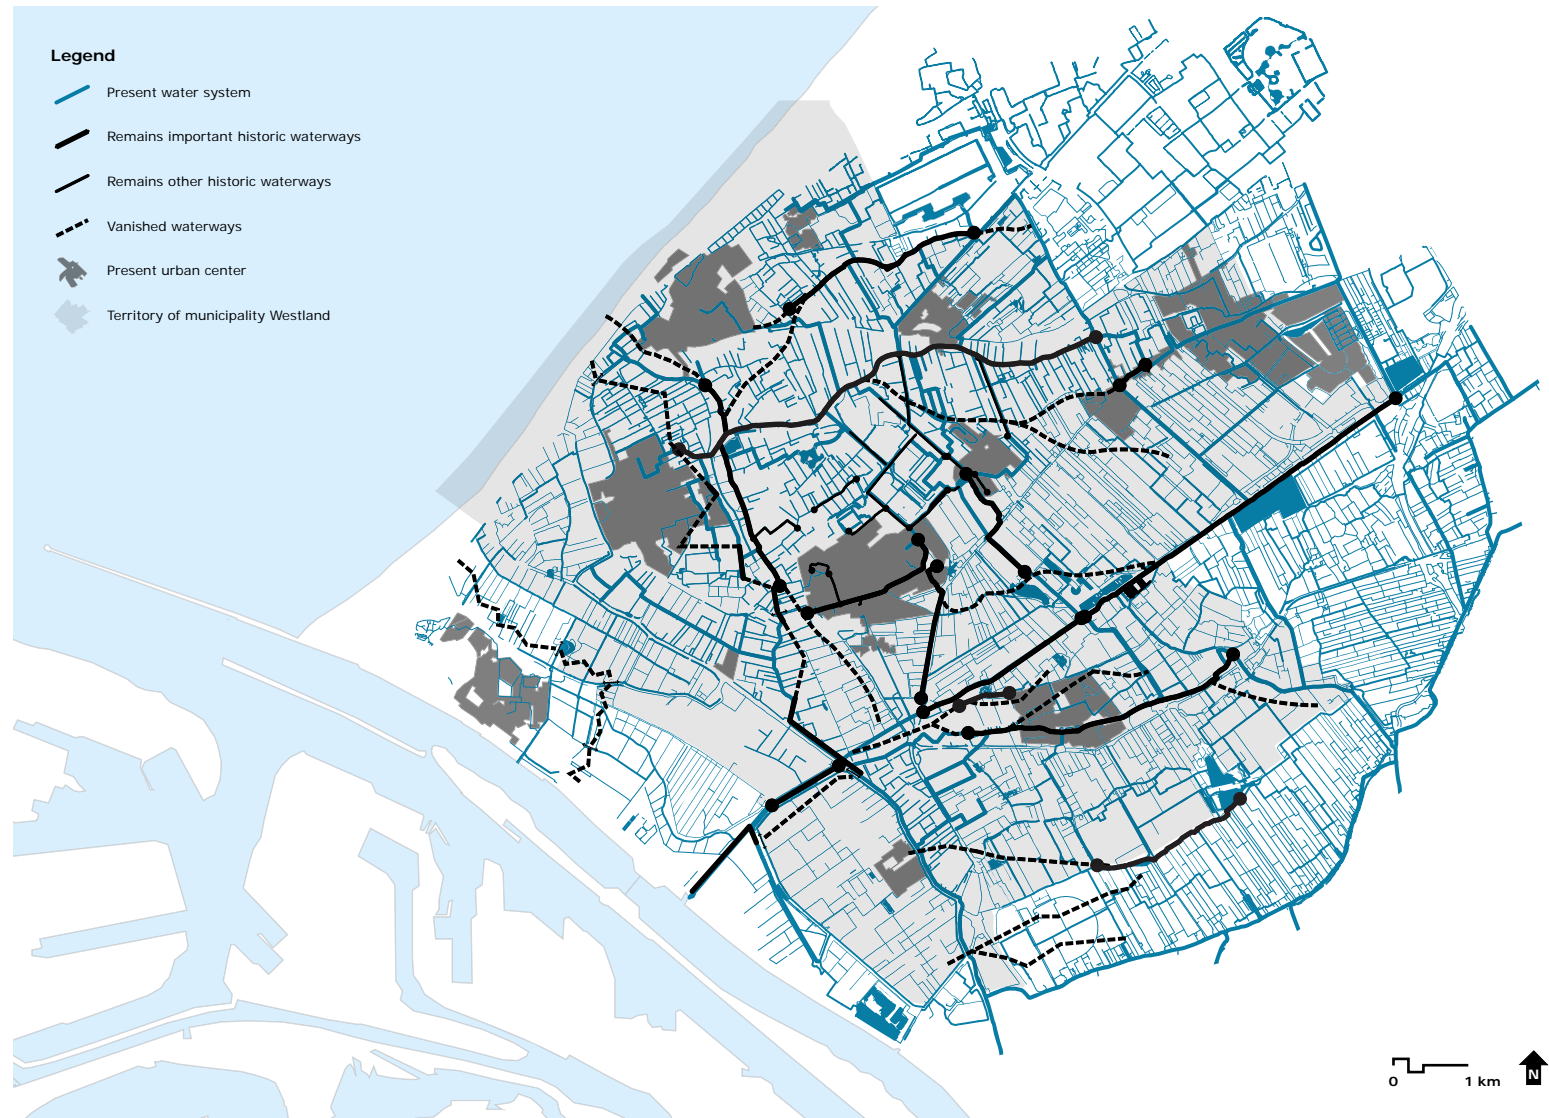 Legend
Present water system
Remains important historic waterways
Remains other historic waterways
Vanished waterways
Present urban center
Territory of municipality Westland
0 1 km
N